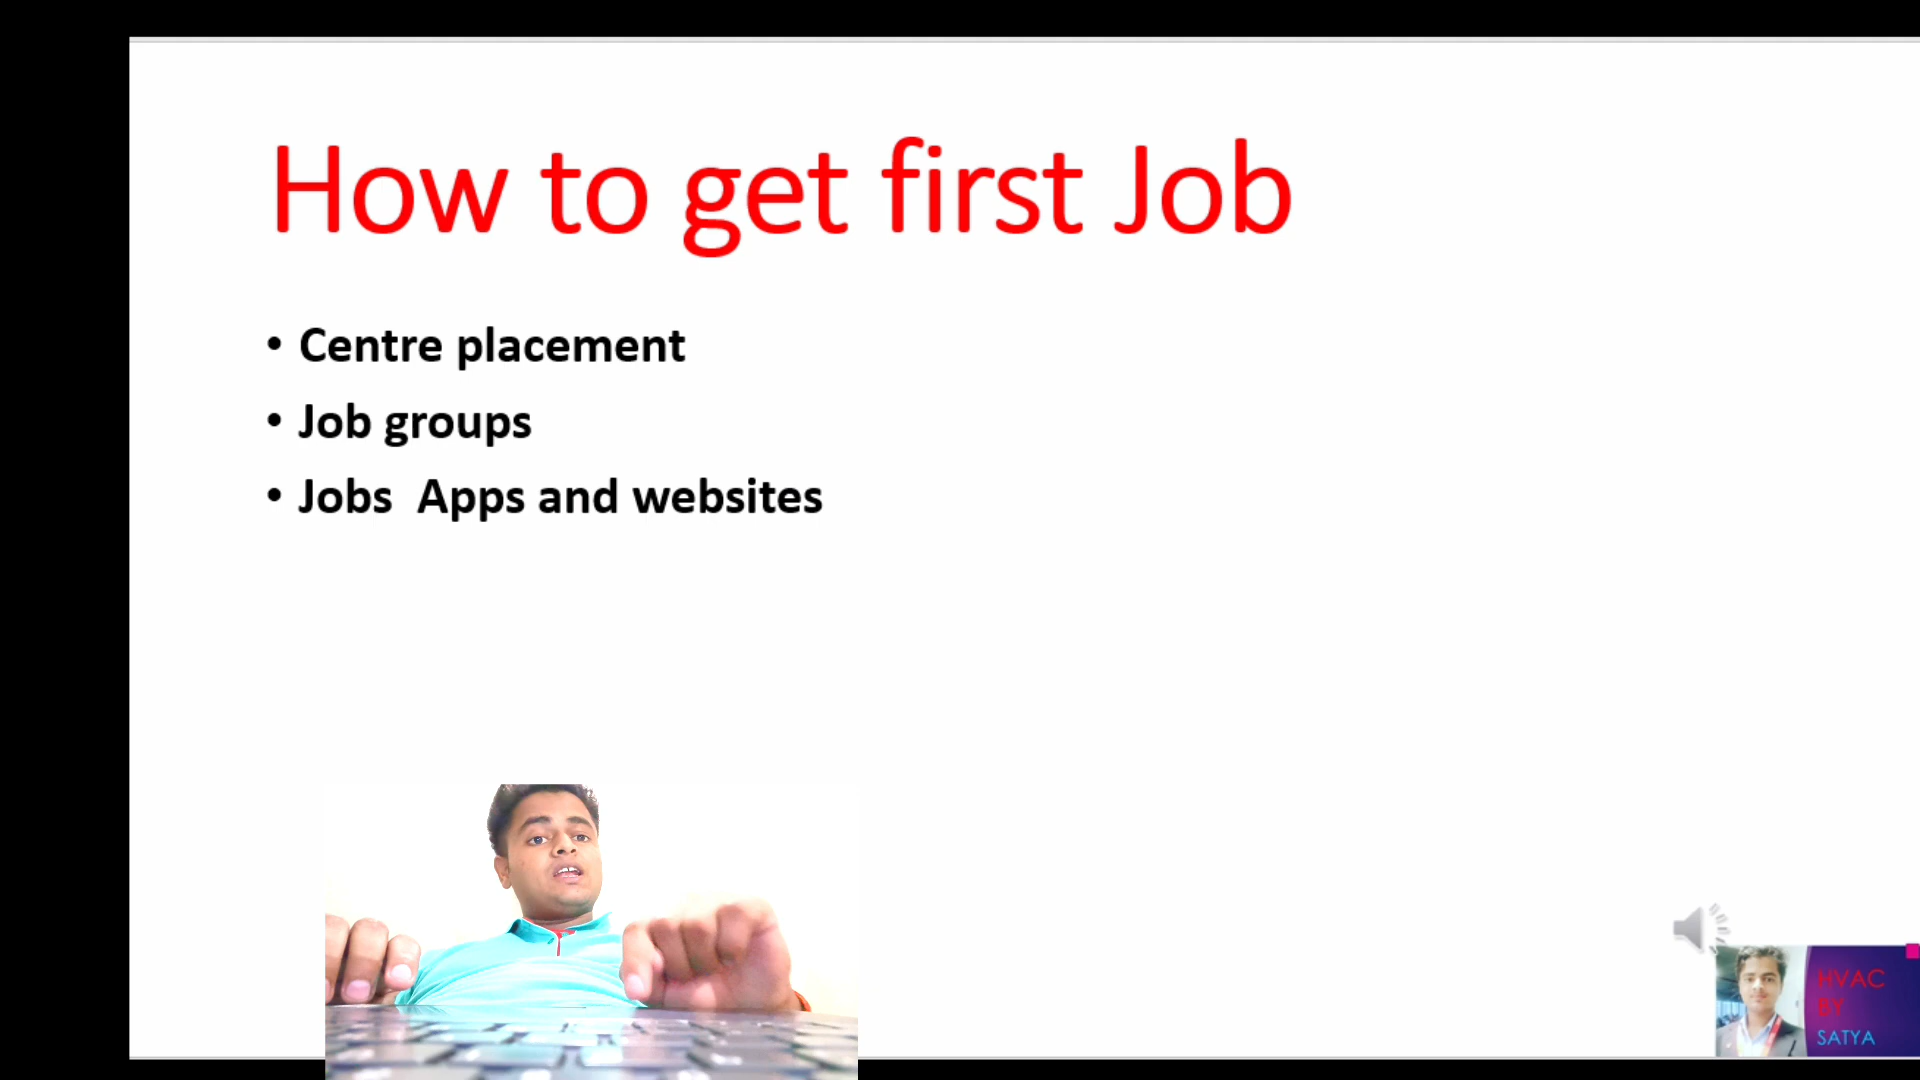 How to get first Job
• Centre placement
• Job groups
• Jobs  Apps and websites
HVAC
BY
SATYA